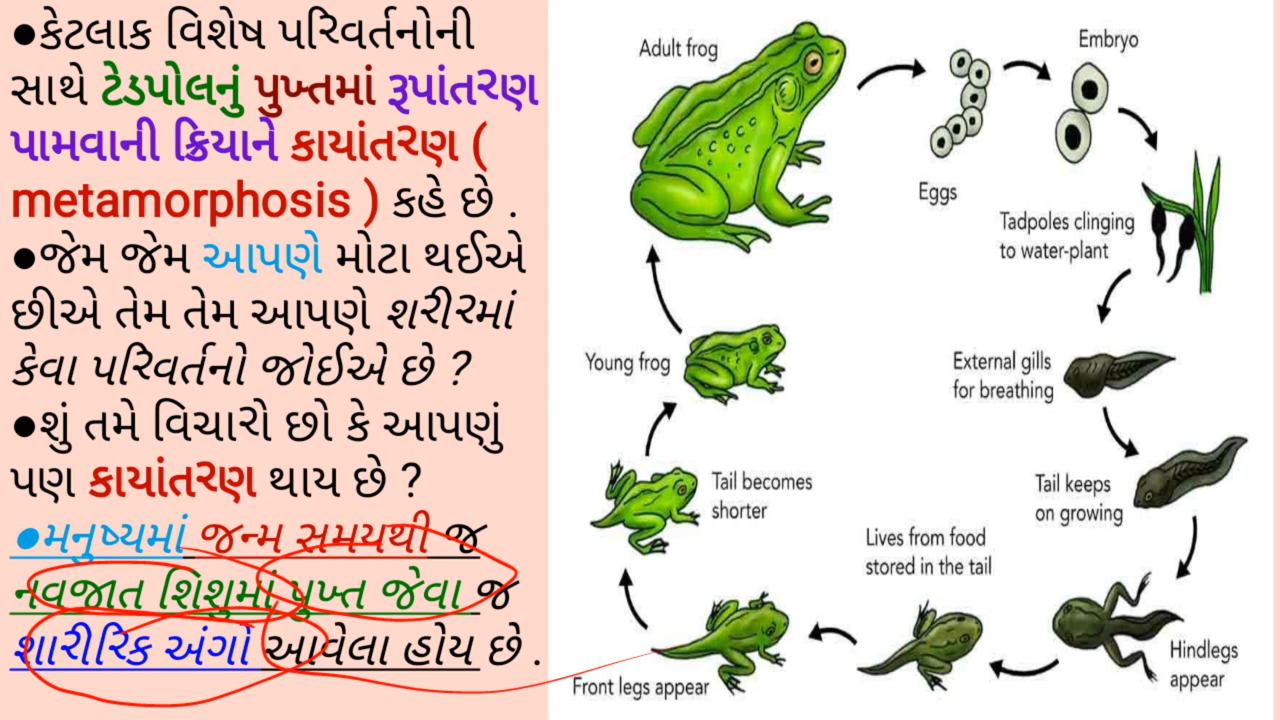 ●કેટલાક વિશેષ પરિવર્તનોની
સાથે ટેડપોલનું પુખ્તમાં રૂપાંતરણ
પામવાની ક્રિયાને કાયાંતરણ (
metamorphosis ) કહે છે .
●જેમ જેમ આપણે મોટા થઈએ
છીએ તેમ તેમ આપણે શરીરમાં
કેવા પરિવર્તનો જોઈએ છે ?
●શું તમે વિચારો છો કે આપણું
પણ કાયાંતરણ થાય છે ?
●મનુષ્યમાં જન્મ સમયથી જ
નવજાત શિશુમાં પુખ્ત જેવા જ
શારીરિક અંગો આવેલા હોય છે .
Adult frog
Eggs
Embryo
Tadpoles clinging
to water-plant
External gills
for breathing
Tail keeps
on growing
Hindlegs
appear
Lives from food
stored in the tail
Front legs appear
Tail becomes
shorter
Young frog